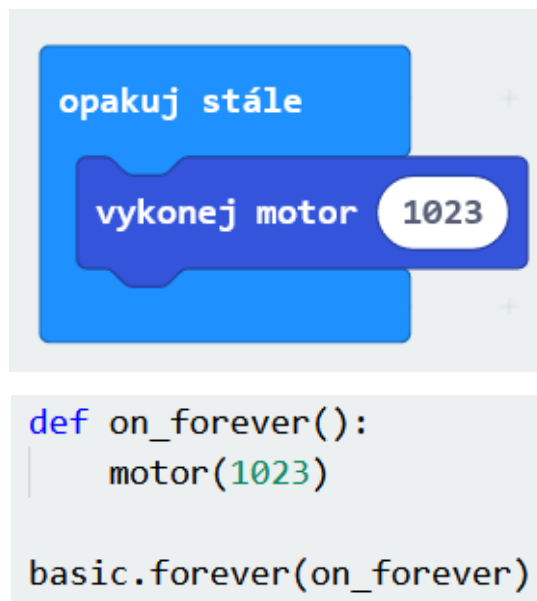 opakuj stále
vykonej motor 1023
def on_forever():
    motor(1023)
basic.forever(on_forever)